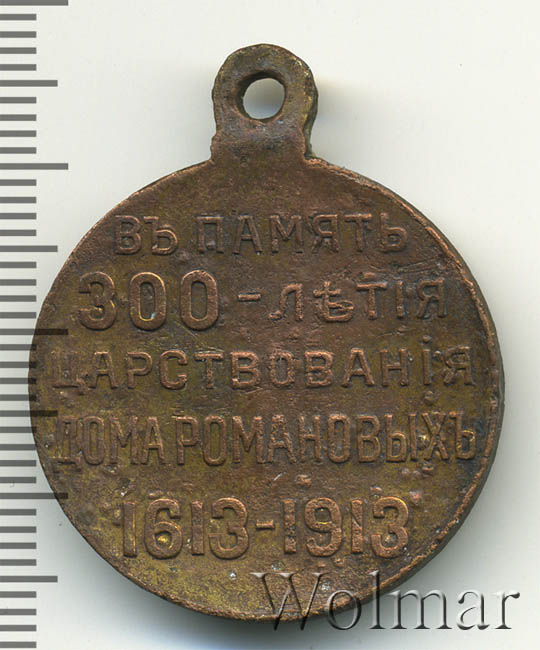 ВЪ ПАМЯТЬ
300-ЛѢТІЯ
ЦАРСТВОВАНІЯ
ДОМА РОМАНОВЫХЪ
1613-1913
Wolmar